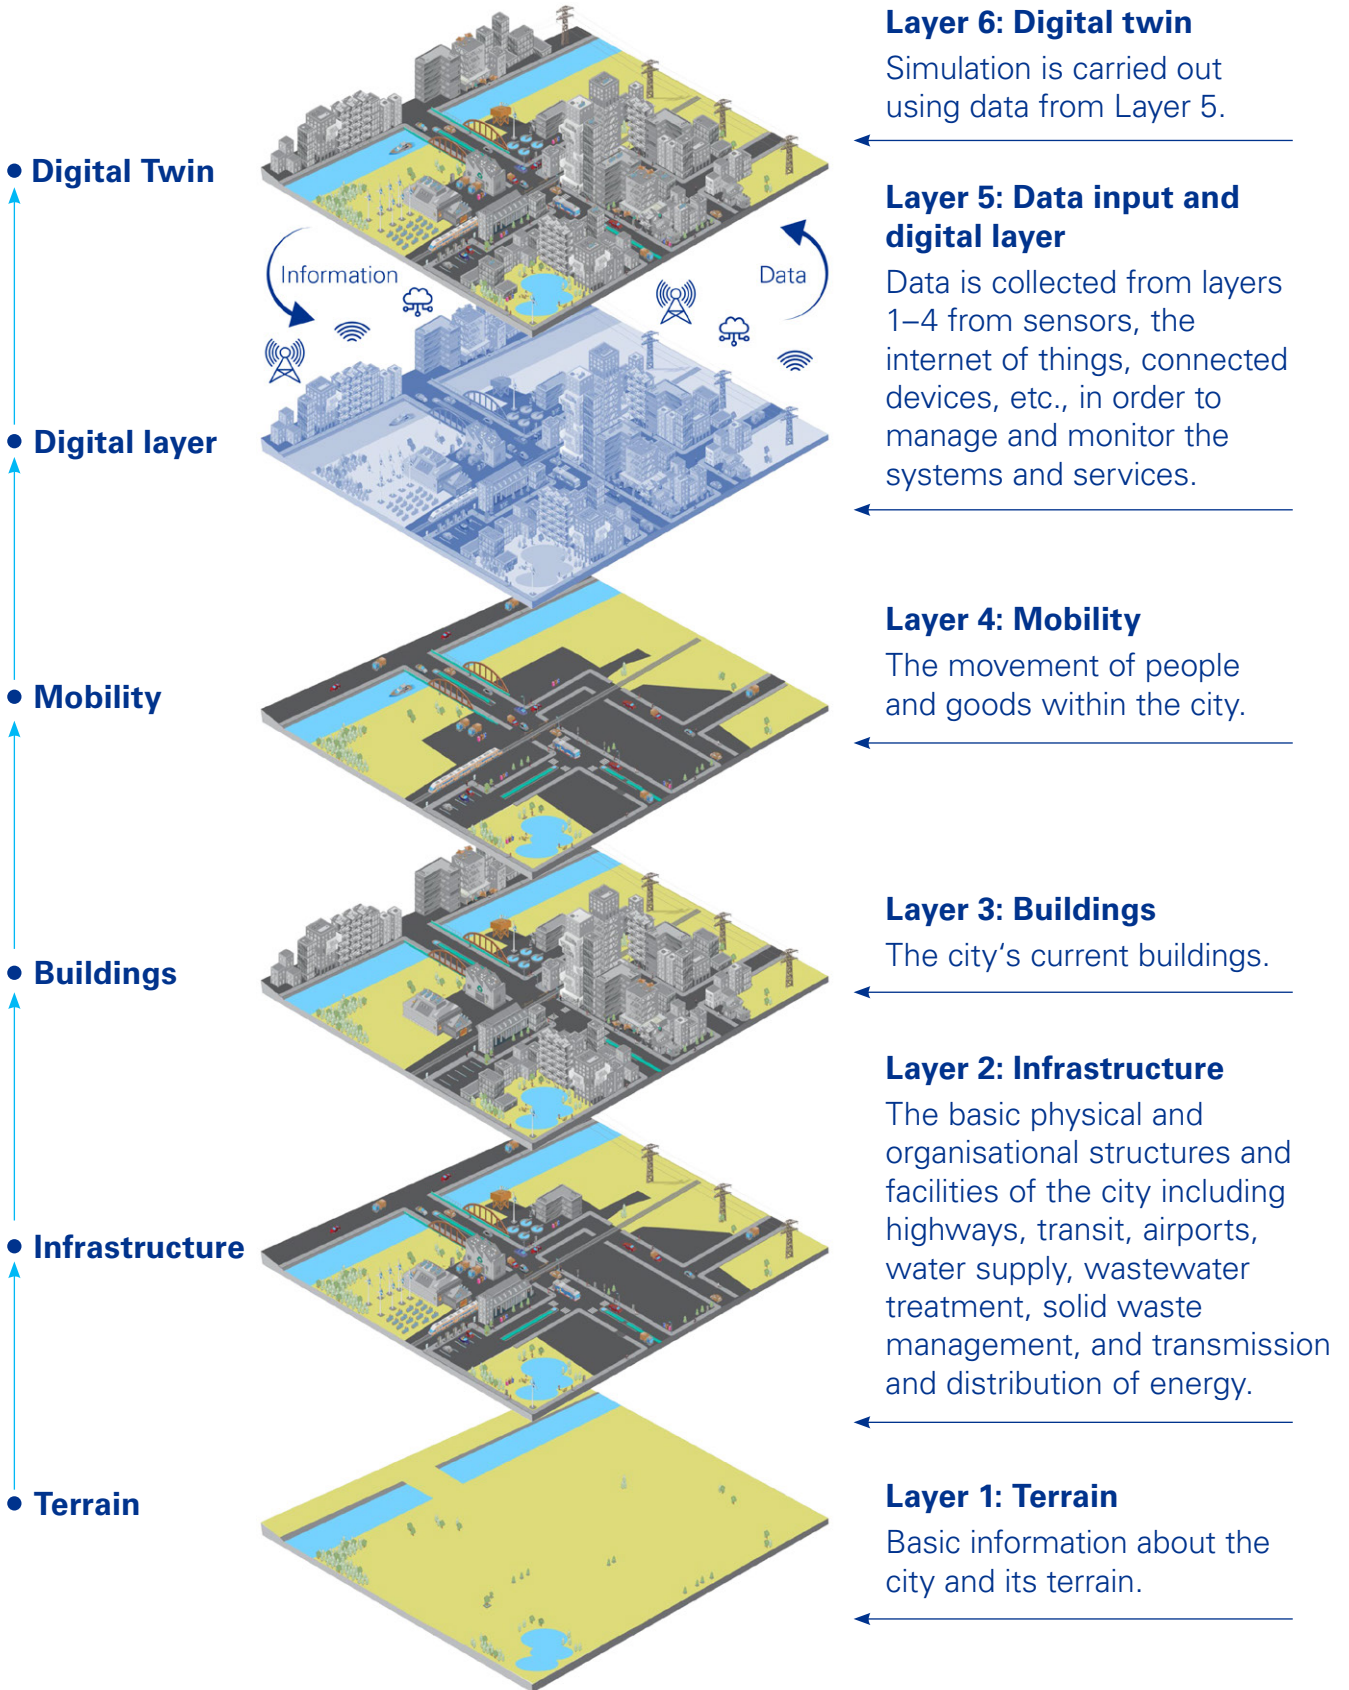 Layer 6: Digital twin
Simulation is carried out
using data from Layer 5.
Digital Twin
Layer 5: Data input and
digital layer
Information
Data
Data is collected from layers
1–4 from sensors, the
internet of things, connected
devices, etc., in order to
manage and monitor the
systems and services.
Digital layer
Layer 4: Mobility
The movement of people
and goods within the city.
Mobility
Layer 3: Buildings
The city‘s current buildings.
Buildings
Layer 2: Infrastructure
The basic physical and
organisational structures and
facilities of the city including
highways, transit, airports,
water supply, wastewater
treatment, solid waste
management, and transmission
and distribution of energy.
Infrastructure
Layer 1: Terrain
Basic information about the
city and its terrain.
Terrain